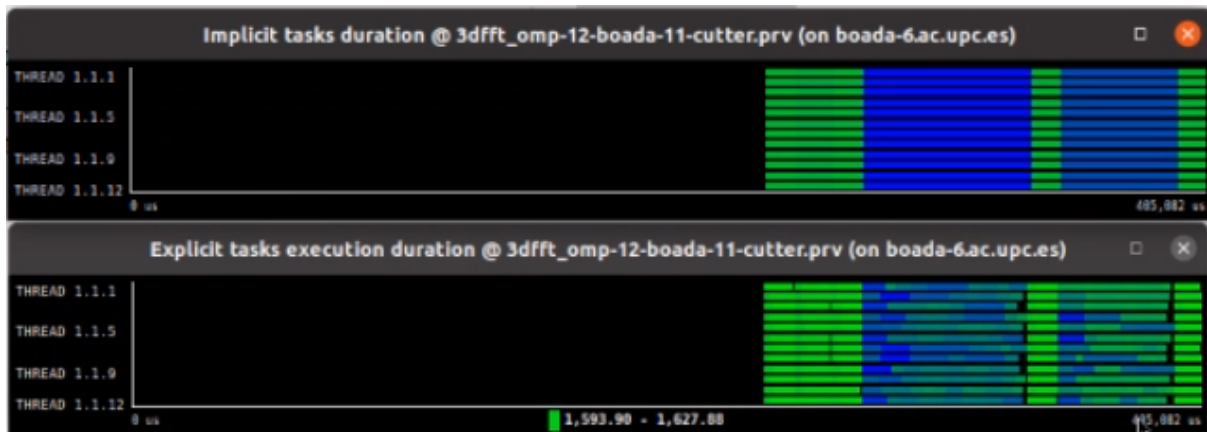 Implicit tasks duration @ 3dfft_omp-12-boada-11-cutter.prv (on boada-6.ac.upc.es)
THREAD 1.1.1
THREAD 1.1.5
THREAD 1.1.9
THREAD 1.1.12
0 us 405,082 us
Explicit tasks execution duration @ 3dfft_omp-12-boada-11-cutter.prv (on boada-6.ac.upc.es)
THREAD 1.1.1
THREAD 1.1.5
THREAD 1.1.9
THREAD 1.1.12
0 us 1,593.90 - 1,627.88 405,082 us